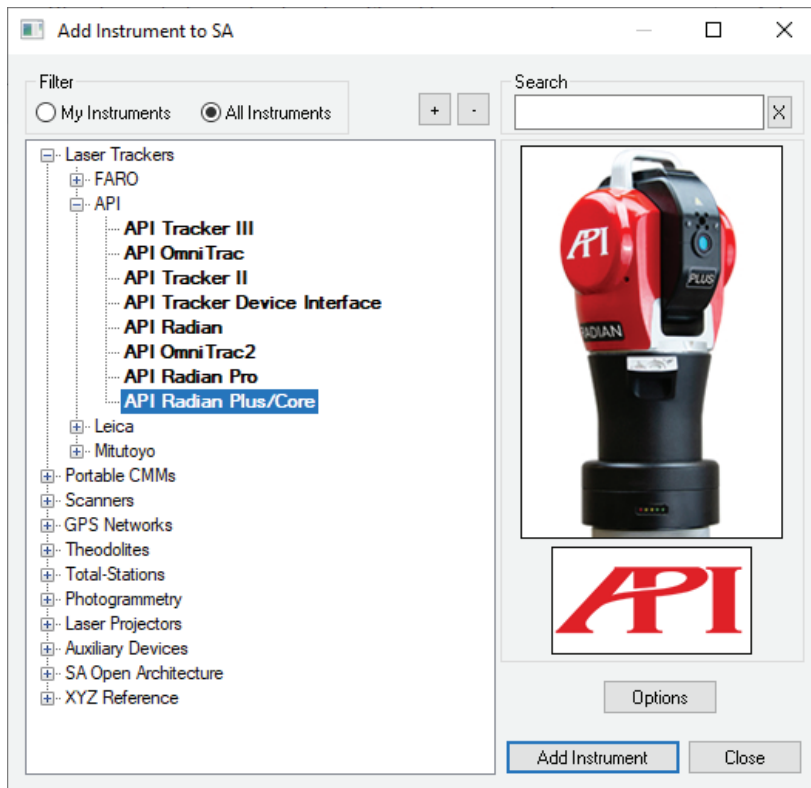 Add Instrument to SA
Filter
My Instruments All Instruments
+ -
Search
X
Laser Trackers
FARO
API
API Tracker III
API OmniTrac
API Tracker II
API Tracker Device Interface
API Radian
API OmniTrac2
API Radian Pro
API Radian Plus/Core
Leica
Mitutoyo
Portable CMMs
Scanners
GPS Networks
Theodolites
Total-Stations
Photogrammetry
Laser Projectors
Auxiliary Devices
SA Open Architecture
XYZ Reference
API
PLUS
RADIAN
API
Options
Add Instrument Close